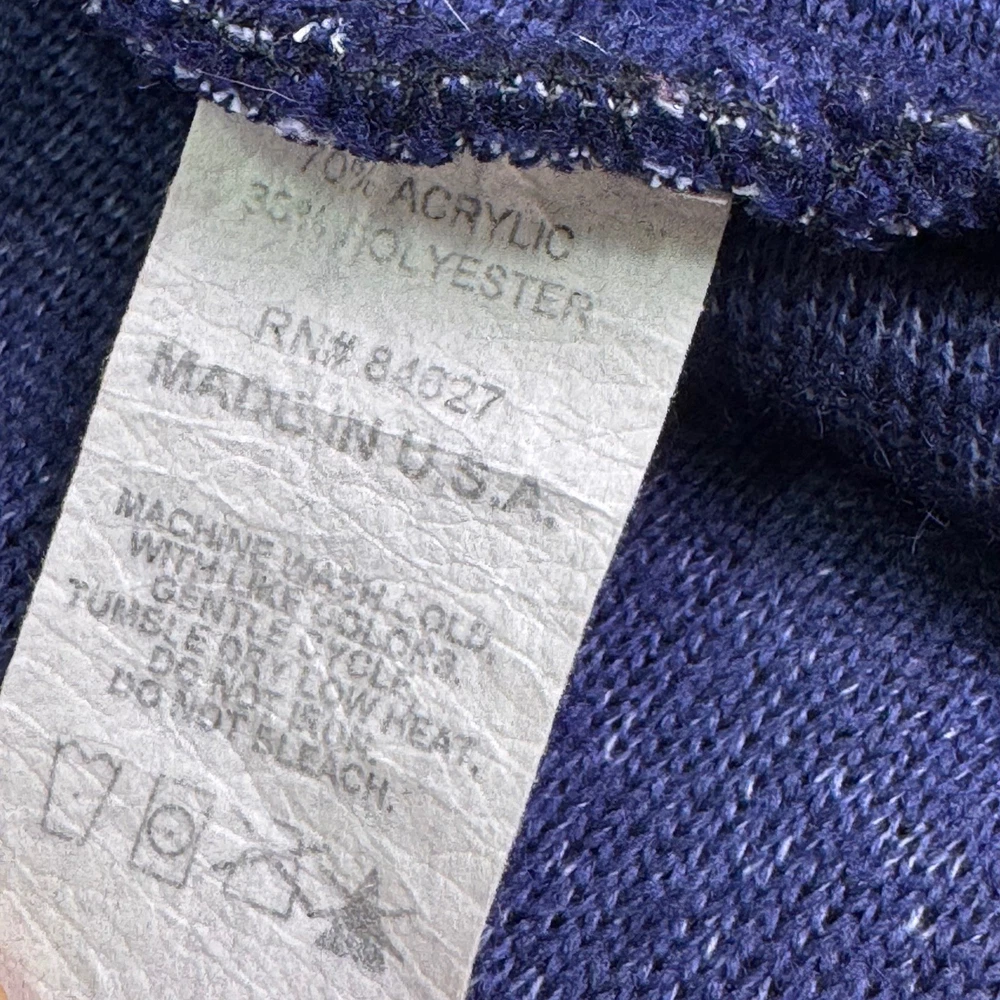 70% ACRYLIC
POLYESTER
RN# 84627
MADE IN U.S.A.
MACHINE WASH COLD,
WITH LIKE COLORS.
GENTLE CYCLE
TUMBLE DRY LOW HEAT.
DO NOT IRON.
DO NOT BLEACH.